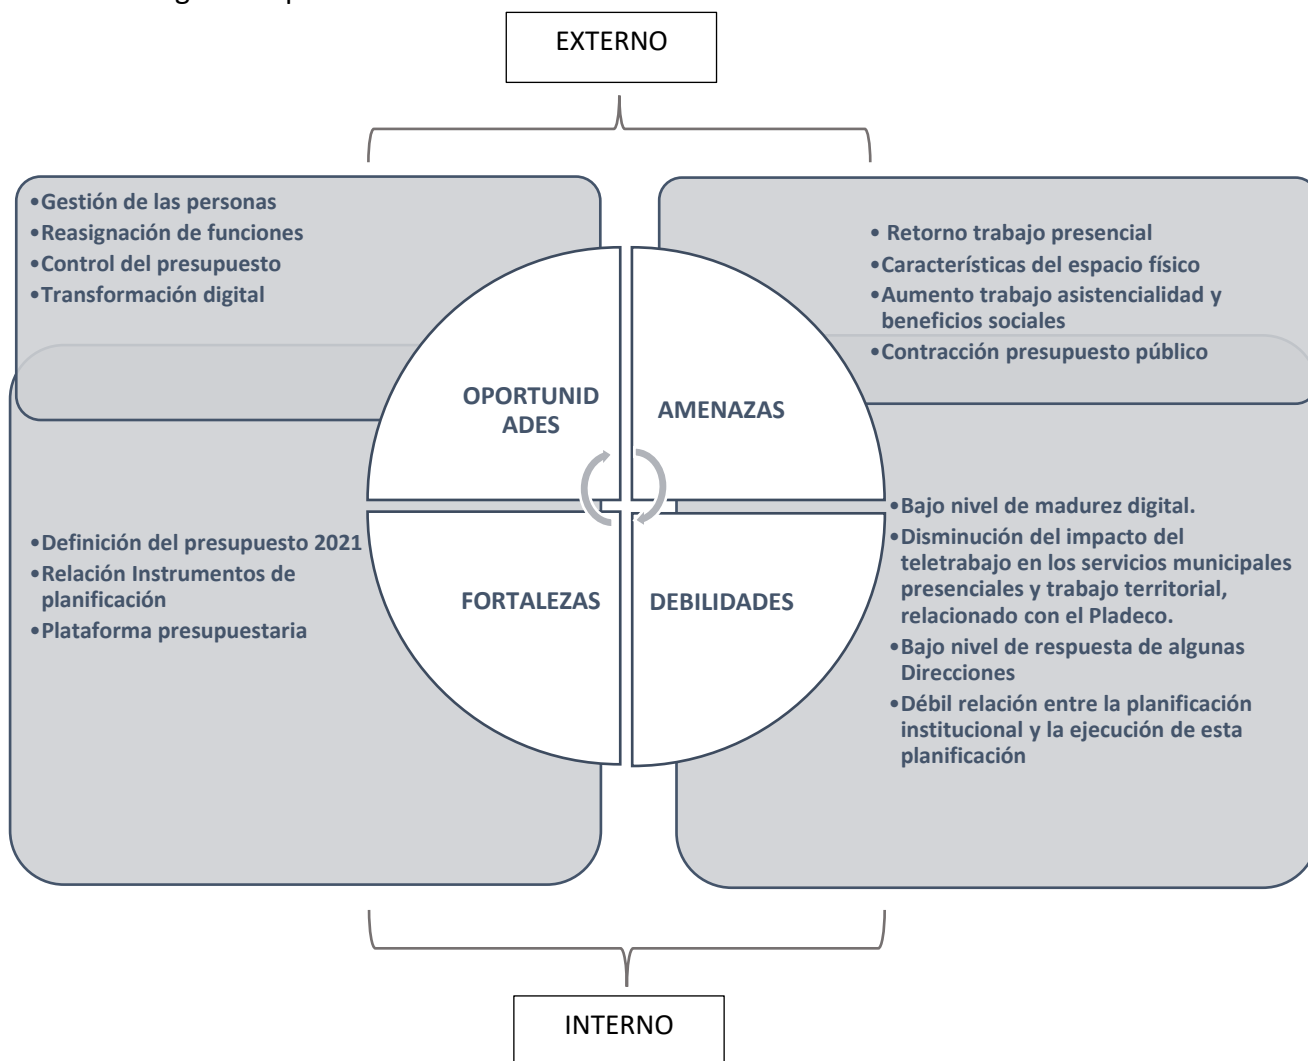 EXTERNO
•Gestión de las personas
•Reasignación de funciones
•Control del presupuesto
•Transformación digital
• Retorno trabajo presencial
•Características del espacio físico
•Aumento trabajo asistencialidad y
beneficios sociales
•Contracción presupuesto público
OPORTUNID
ADES
AMENAZAS
•Definición del presupuesto 2021
•Relación Instrumentos de
planificación
•Plataforma presupuestaria
FORTALEZAS
DEBILIDADES
•Bajo nivel de madurez digital.
•Disminución del impacto del
teletrabajo en los servicios municipales
presenciales y trabajo territorial,
relacionado con el Pladeco.
•Bajo nivel de respuesta de algunas
Direcciones
•Débil relación entre la planificación
institucional y la ejecución de esta
planificación
INTERNO